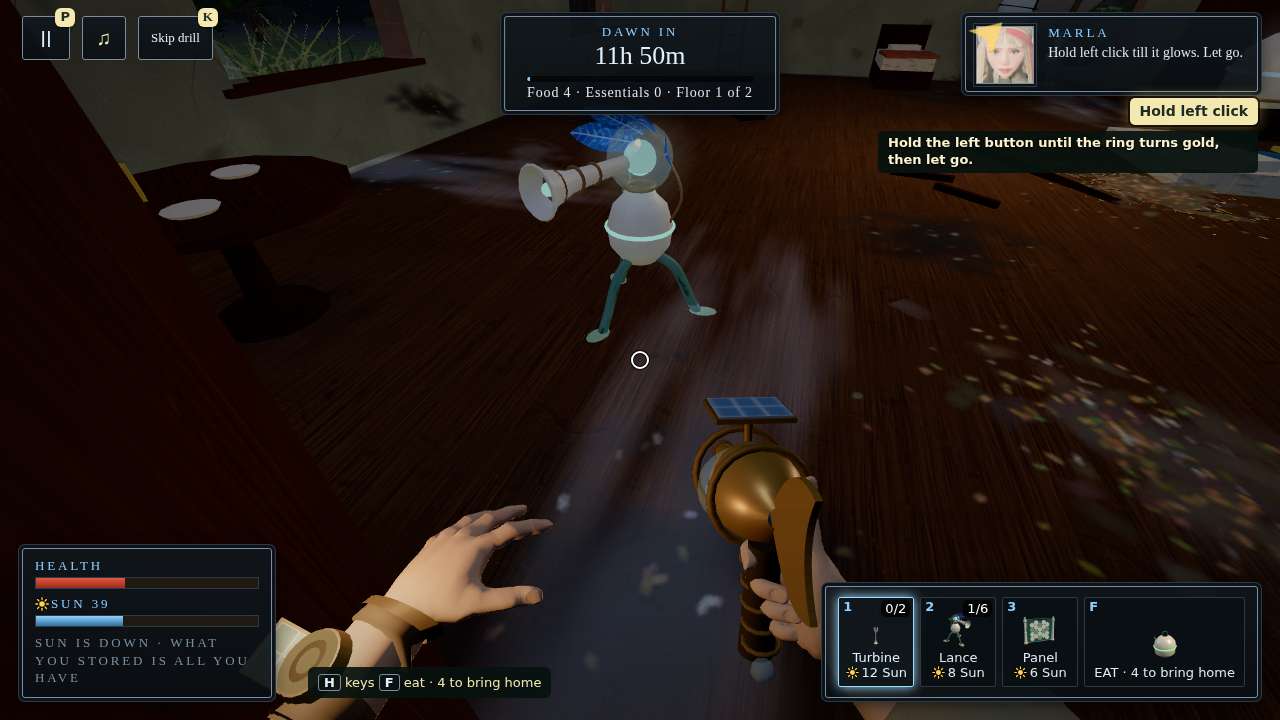 P
K
Skip drill
DAWN IN
11h 50m
Food 4 · Essentials 0 · Floor 1 of 2
MARLA
Hold left click till it glows. Let go.
Hold left click
Hold the left button until the ring turns gold,
then let go.
HEALTH
SUN 39
SUN IS DOWN · WHAT
YOU STORED IS ALL YOU
HAVE
H keys F eat · 4 to bring home
1 0/2
Turbine
12 Sun
2 1/6
Lance
8 Sun
3
Panel
6 Sun
F
EAT · 4 to bring home